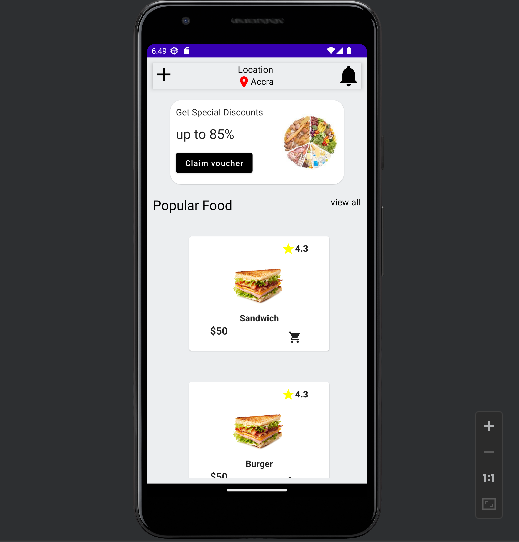 6:49
Location
Accra
Get Special Discounts
up to 85%
Claim voucher
Popular Food
view all
4.3
Sandwich
$50
4.3
Burger
$50
1:1